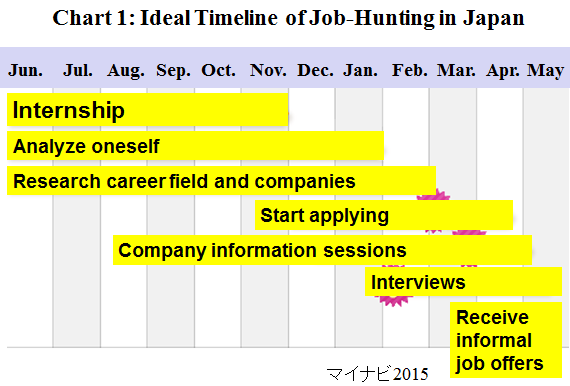 Chart 1: Ideal Timeline of Job-Hunting in Japan
Jun. Jul. Aug. Sep. Oct. Nov. Dec. Jan. Feb. Mar. Apr. May
Internship
Analyze oneself
Research career field and companies
Start applying
Company information sessions
Interviews
Receive
informal
job offers
マイナビ2015